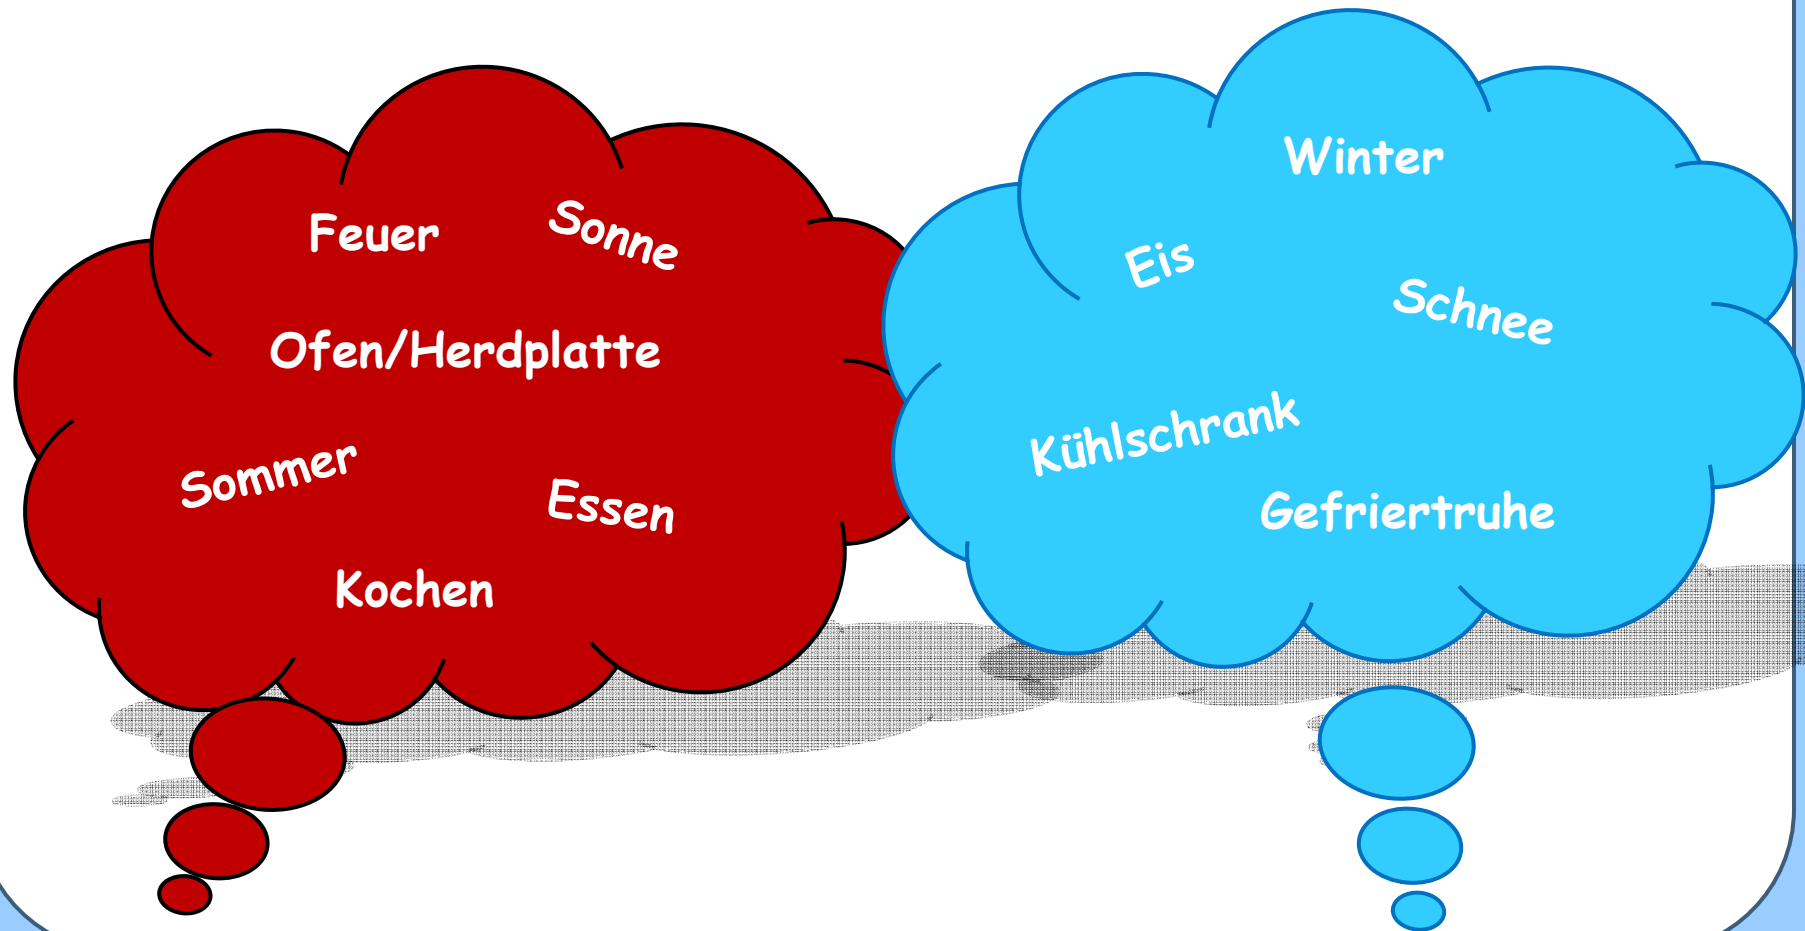 Feuer
Sonne
Ofen/Herdplatte
Sommer
Essen
Kochen
Winter
Eis
Schnee
Kühlschrank
Gefriertruhe